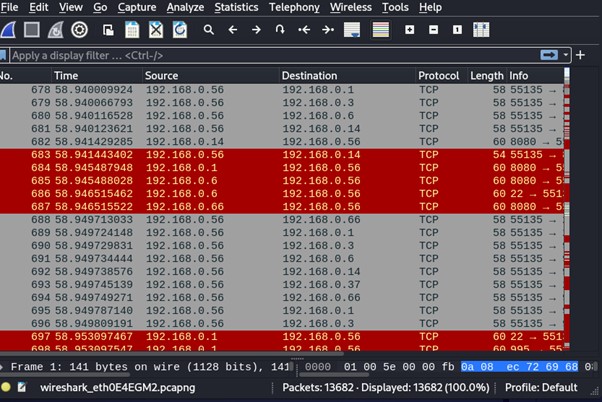 File Edit View Go Capture Analyze Statistics Telephony Wireless Tools Help
Apply a display filter ... <Ctrl-/>
No. Time Source Destination Protocol Length Info
678 58.940009924 192.168.0.56 192.168.0.1 TCP 58 55135 →
679 58.940066793 192.168.0.56 192.168.0.3 TCP 58 55135 →
680 58.940116528 192.168.0.56 192.168.0.6 TCP 58 55135 →
681 58.940123621 192.168.0.56 192.168.0.14 TCP 58 55135 →
682 58.941429285 192.168.0.14 192.168.0.56 TCP 60 8080 → 5
683 58.941443402 192.168.0.56 192.168.0.14 TCP 54 55135 →
684 58.945487948 192.168.0.1 192.168.0.56 TCP 60 8080 → 5
685 58.945488028 192.168.0.6 192.168.0.56 TCP 60 8080 → 5
686 58.946515462 192.168.0.6 192.168.0.56 TCP 60 22 → 551
687 58.946515522 192.168.0.66 192.168.0.56 TCP 60 8080 → 5
688 58.949713033 192.168.0.56 192.168.0.66 TCP 58 55135 →
689 58.949724148 192.168.0.56 192.168.0.1 TCP 58 55135 →
690 58.949729831 192.168.0.56 192.168.0.3 TCP 58 55135 →
691 58.949734444 192.168.0.56 192.168.0.6 TCP 58 55135 →
692 58.949738576 192.168.0.56 192.168.0.14 TCP 58 55135 →
693 58.949745139 192.168.0.56 192.168.0.37 TCP 58 55135 →
694 58.949749271 192.168.0.56 192.168.0.66 TCP 58 55135 →
695 58.949787140 192.168.0.56 192.168.0.1 TCP 58 55135 →
696 58.949809191 192.168.0.56 192.168.0.3 TCP 58 55135 →
697 58.953097467 192.168.0.1 192.168.0.56 TCP 60 22 → 551
698 58.953097547 192.168.0.1 192.168.0.56 TCP 60 995 →
Frame 1: 141 bytes on wire (1128 bits), 141 0000 01 00 5e 00 00 fb 0a 08 ec 72 69 68
wireshark_eth0E4EGM2.pcapng Packets: 13682 · Displayed: 13682 (100.0%) Profile: Default